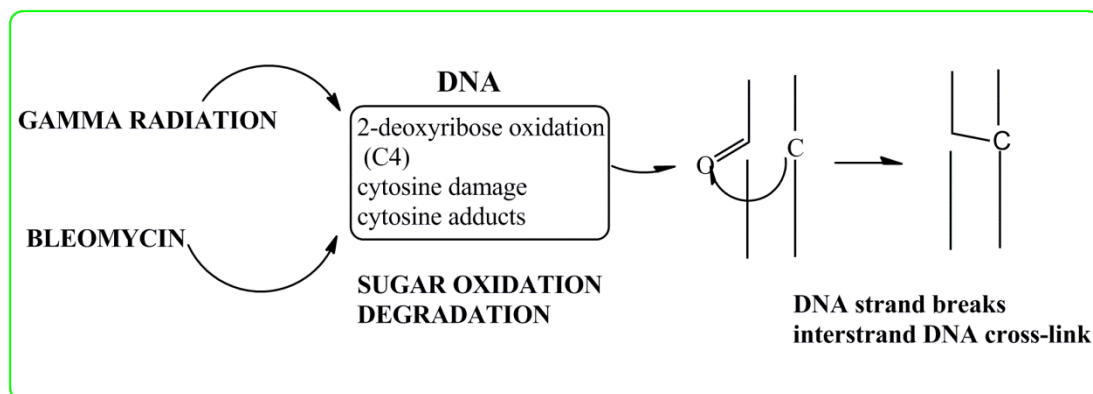 DNA
GAMMA RADIATION
2-deoxyribose oxidation
(C4)
cytosine damage
cytosine adducts
BLEOMYCIN
SUGAR OXIDATION
DEGRADATION
O
C
C
DNA strand breaks
interstrand DNA cross-link